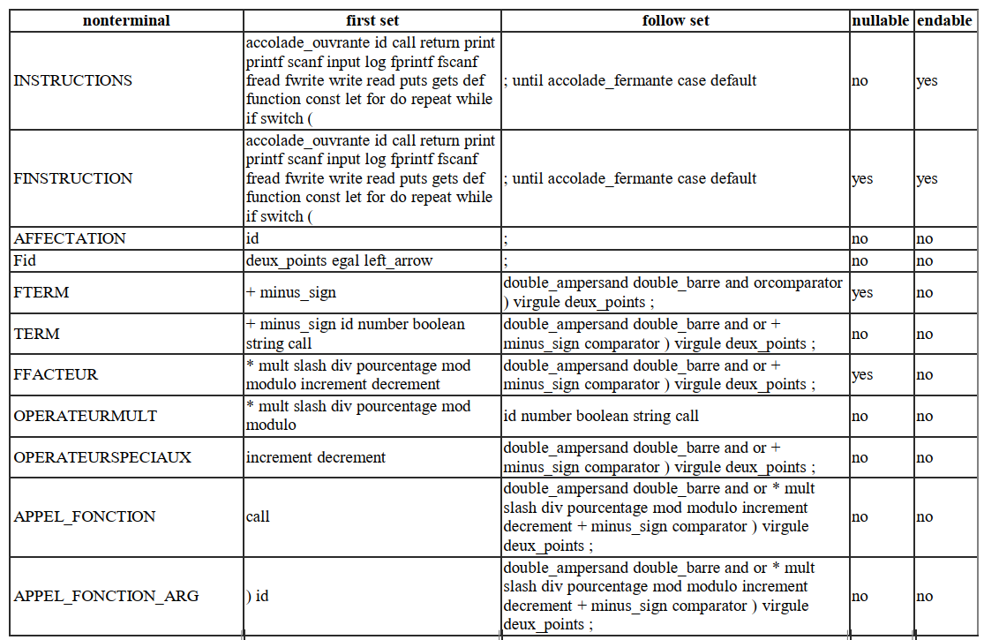 nonterminal first set follow set nullable endable
accolade_ouvrante id call return print
printf scanf input log fprintf fscanf
INSTRUCTIONS fread fwrite write read puts gets def ; until accolade_fermante case default no yes
function const let for do repeat while
if switch (
accolade_ouvrante id call return print
printf scanf input log fprintf fscanf
FINSTRUCTION fread fwrite write read puts gets def ; until accolade_fermante case default yes yes
function const let for do repeat while
if switch (
AFFECTATION id ; no no
Fid deux_points egal left_arrow ; no no
FTERM + minus_sign double_ampersand double_barre and orcomparator yes no
) virgule deux_points ;
TERM + minus_sign id number boolean double_ampersand double_barre and or + no no
string call minus_sign comparator ) virgule deux_points ;
FFACTEUR * mult slash div pourcentage mod double_ampersand double_barre and or + yes no
modulo increment decrement minus_sign comparator ) virgule deux_points ;
OPERATEURMULT * mult slash div pourcentage mod id number boolean string call no no
modulo
OPERATEURSPECIAUX increment decrement double_ampersand double_barre and or + no no
minus_sign comparator ) virgule deux_points ;
double_ampersand double_barre and or * mult
APPEL_FONCTION call slash div pourcentage mod modulo increment no no
decrement + minus_sign comparator ) virgule
deux_points ;
double_ampersand double_barre and or * mult
APPEL_FONCTION_ARG ) id slash div pourcentage mod modulo increment no no
decrement + minus_sign comparator ) virgule
deux_points ;